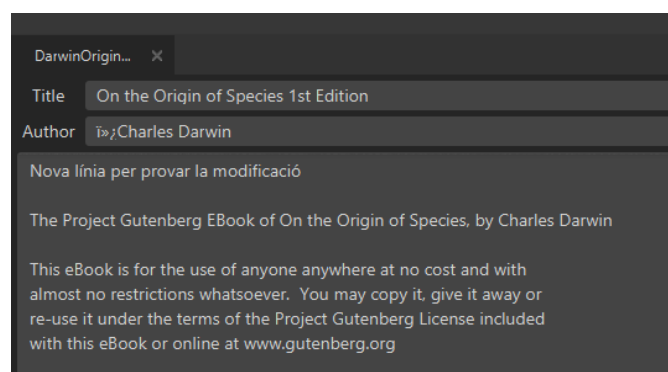 DarwinOrigin...
Title On the Origin of Species 1st Edition
Author ï»¿Charles Darwin
Nova línia per provar la modificació
The Project Gutenberg EBook of On the Origin of Species, by Charles Darwin
This eBook is for the use of anyone anywhere at no cost and with
almost no restrictions whatsoever.  You may copy it, give it away or
re-use it under the terms of the Project Gutenberg License included
with this eBook or online at www.gutenberg.org